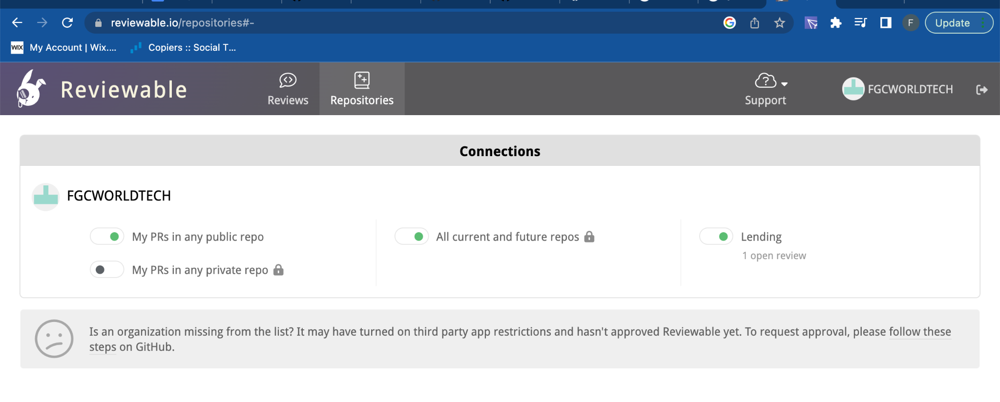 reviewable.io/repositories#-
F
Update
WiX
My Account | Wix....
Copiers :: Social T...
Reviewable
Reviews
Repositories
Support
FGCWORLDTECH
Connections
FGCWORLDTECH
My PRs in any public repo
All current and future repos
Lending
1 open review
My PRs in any private repo
Is an organization missing from the list? It may have turned on third party app restrictions and hasn't approved Reviewable yet. To request approval, please follow these
steps on GitHub.